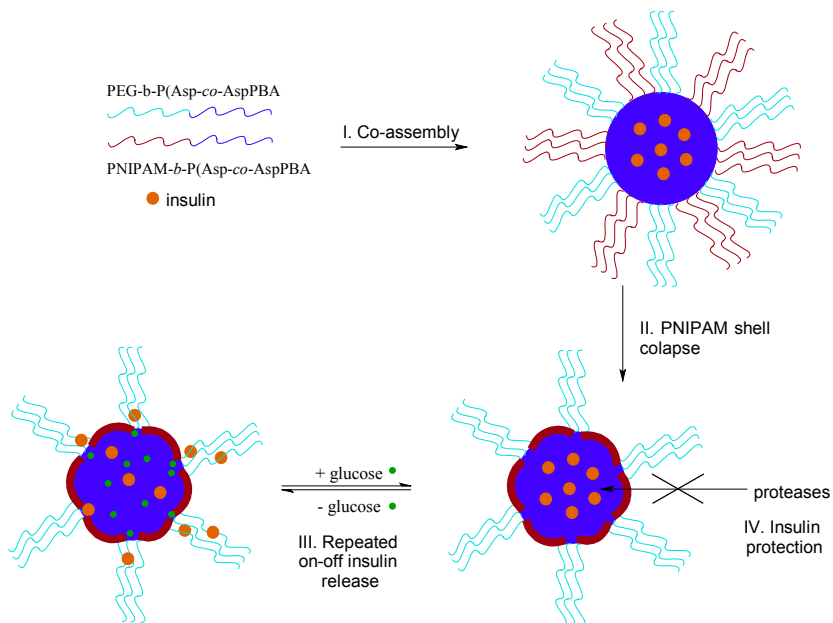 PEG-b-P(Asp-co-AspPBA
PNIPAM-b-P(Asp-co-AspPBA
insulin
I. Co-assembly
II. PNIPAM shell
colapse
+ glucose
- glucose
III. Repeated
on-off insulin
release
proteases
IV. Insulin
protection